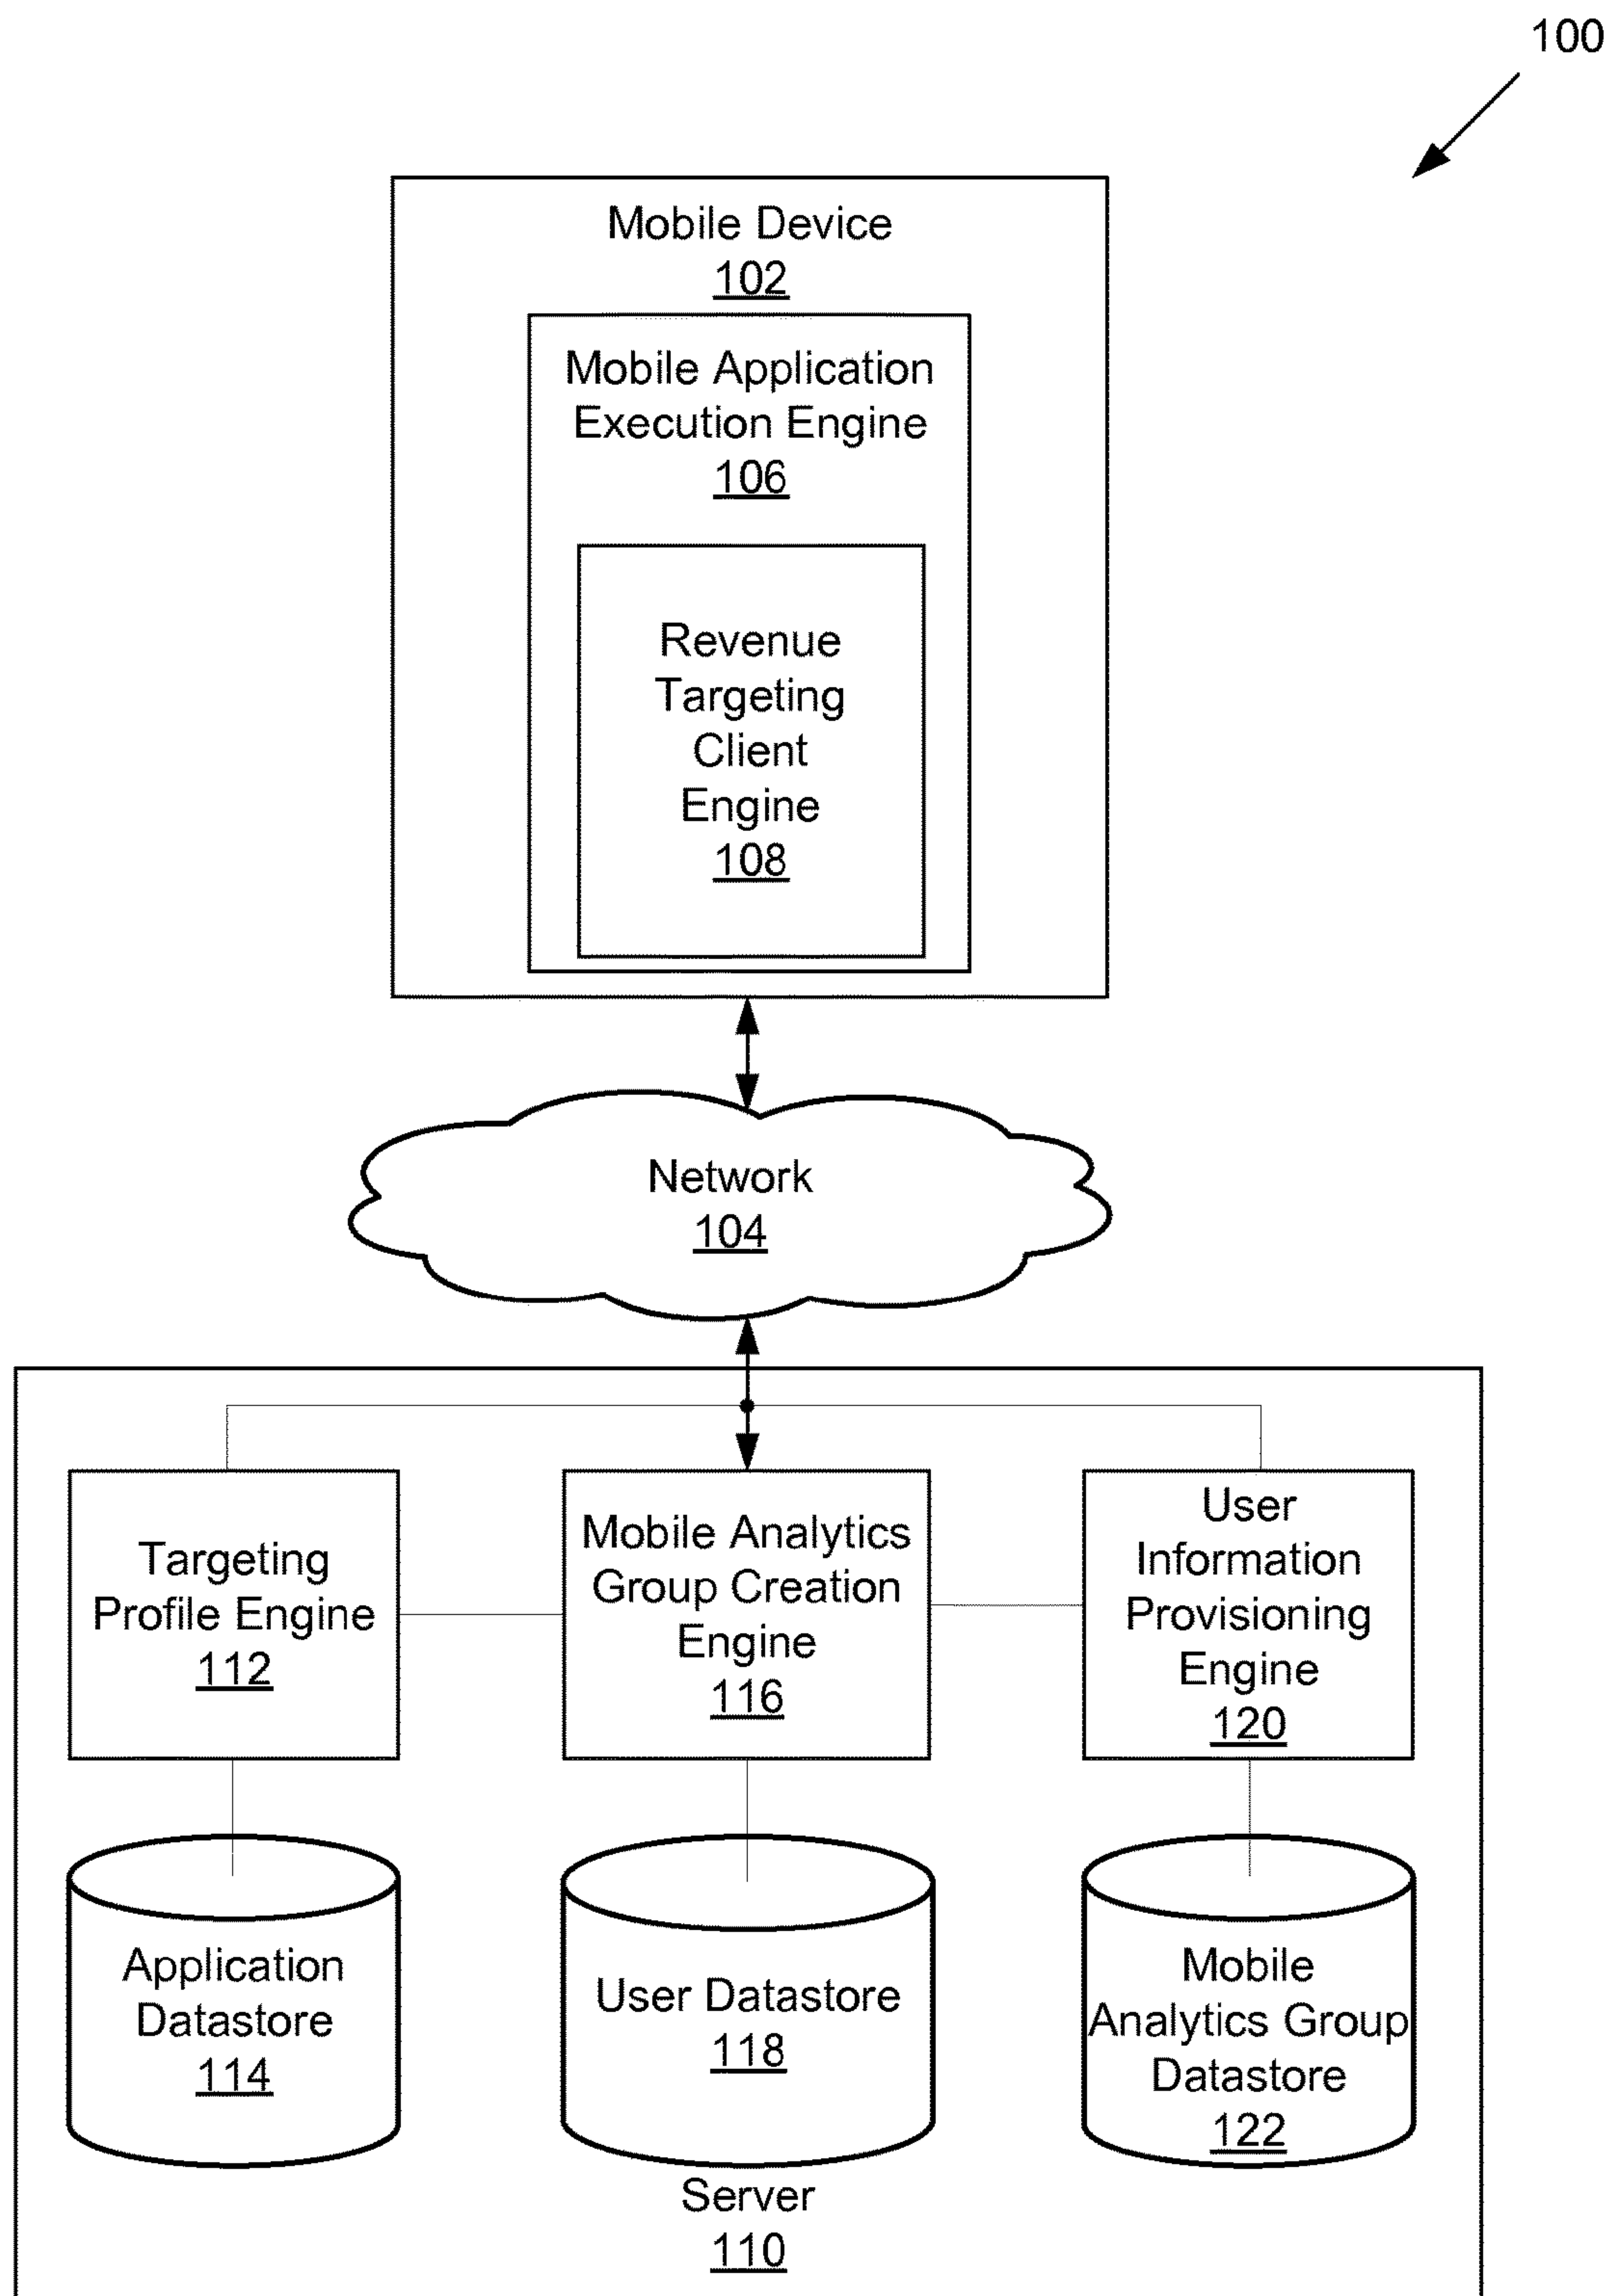 100
Mobile Device
102
Mobile Application
Execution Engine
106
Revenue
Targeting
Client
Engine
108
Network
104
Targeting
Profile Engine
112
Mobile Analytics
Group Creation
Engine
116
User
Information
Provisioning
Engine
120
Application
Datastore
114
User Datastore
118
Mobile
Analytics Group
Datastore
122
Server
110